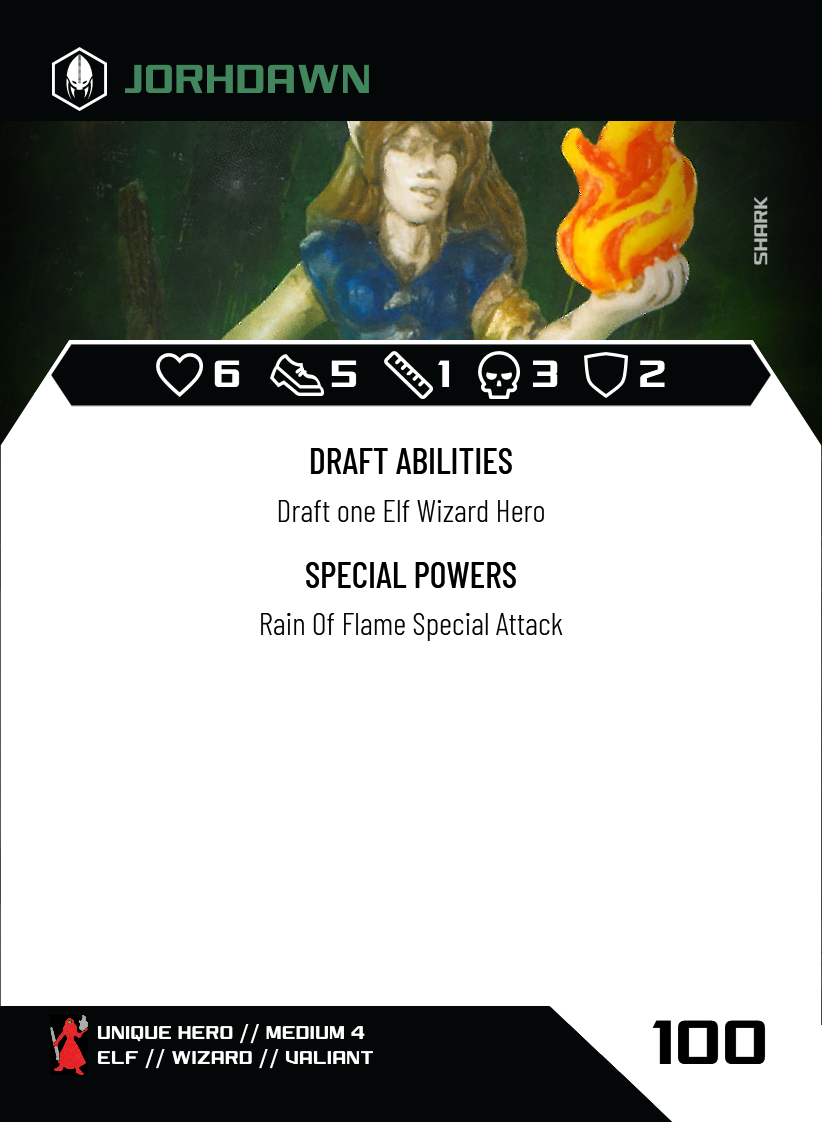 JORHDAWN
SHARK
6 5 1 3 2
DRAFT ABILITIES
Draft one Elf Wizard Hero
SPECIAL POWERS
Rain Of Flame Special Attack
UNIQUE HERO // MEDIUM 4
ELF // WIZARD // VALIANT
100